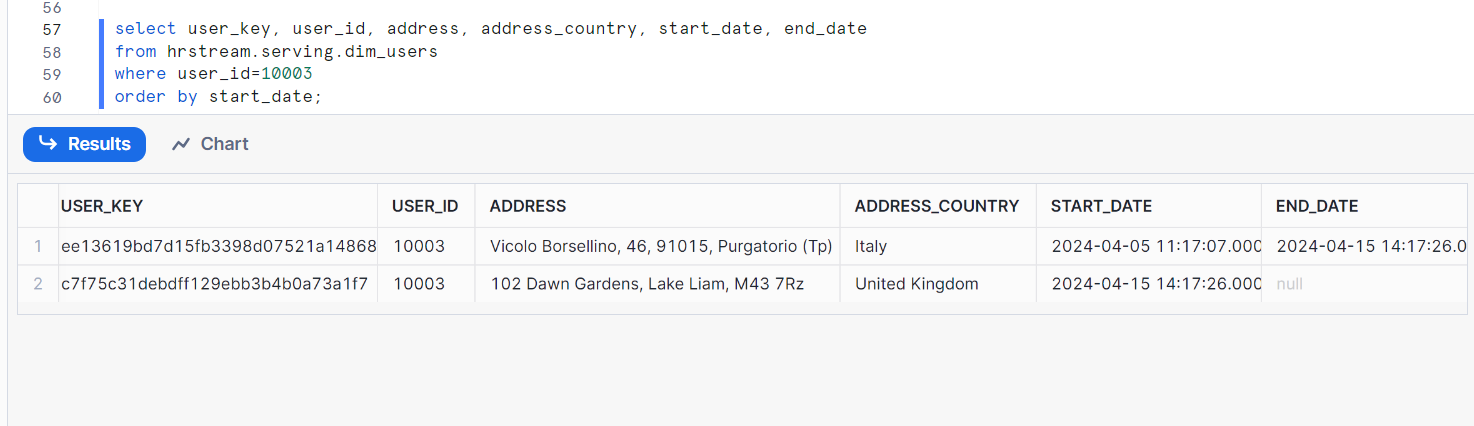 56
57 select user_key, user_id, address, address_country, start_date, end_date
58 from hrstream.serving.dim_users
59 where user_id=10003
60 order by start_date;
Results Chart
USER_KEY USER_ID ADDRESS ADDRESS_COUNTRY START_DATE END_DATE
1 ee13619bd7d15fb3398d07521a14868 10003 Vicolo Borsellino, 46, 91015, Purgatorio (Tp) Italy 2024-04-05 11:17:07.000 2024-04-15 14:17:26.0
2 c7f75c31debdff129ebb3b4b0a73a1f7 10003 102 Dawn Gardens, Lake Liam, M43 7Rz United Kingdom 2024-04-15 14:17:26.000 null